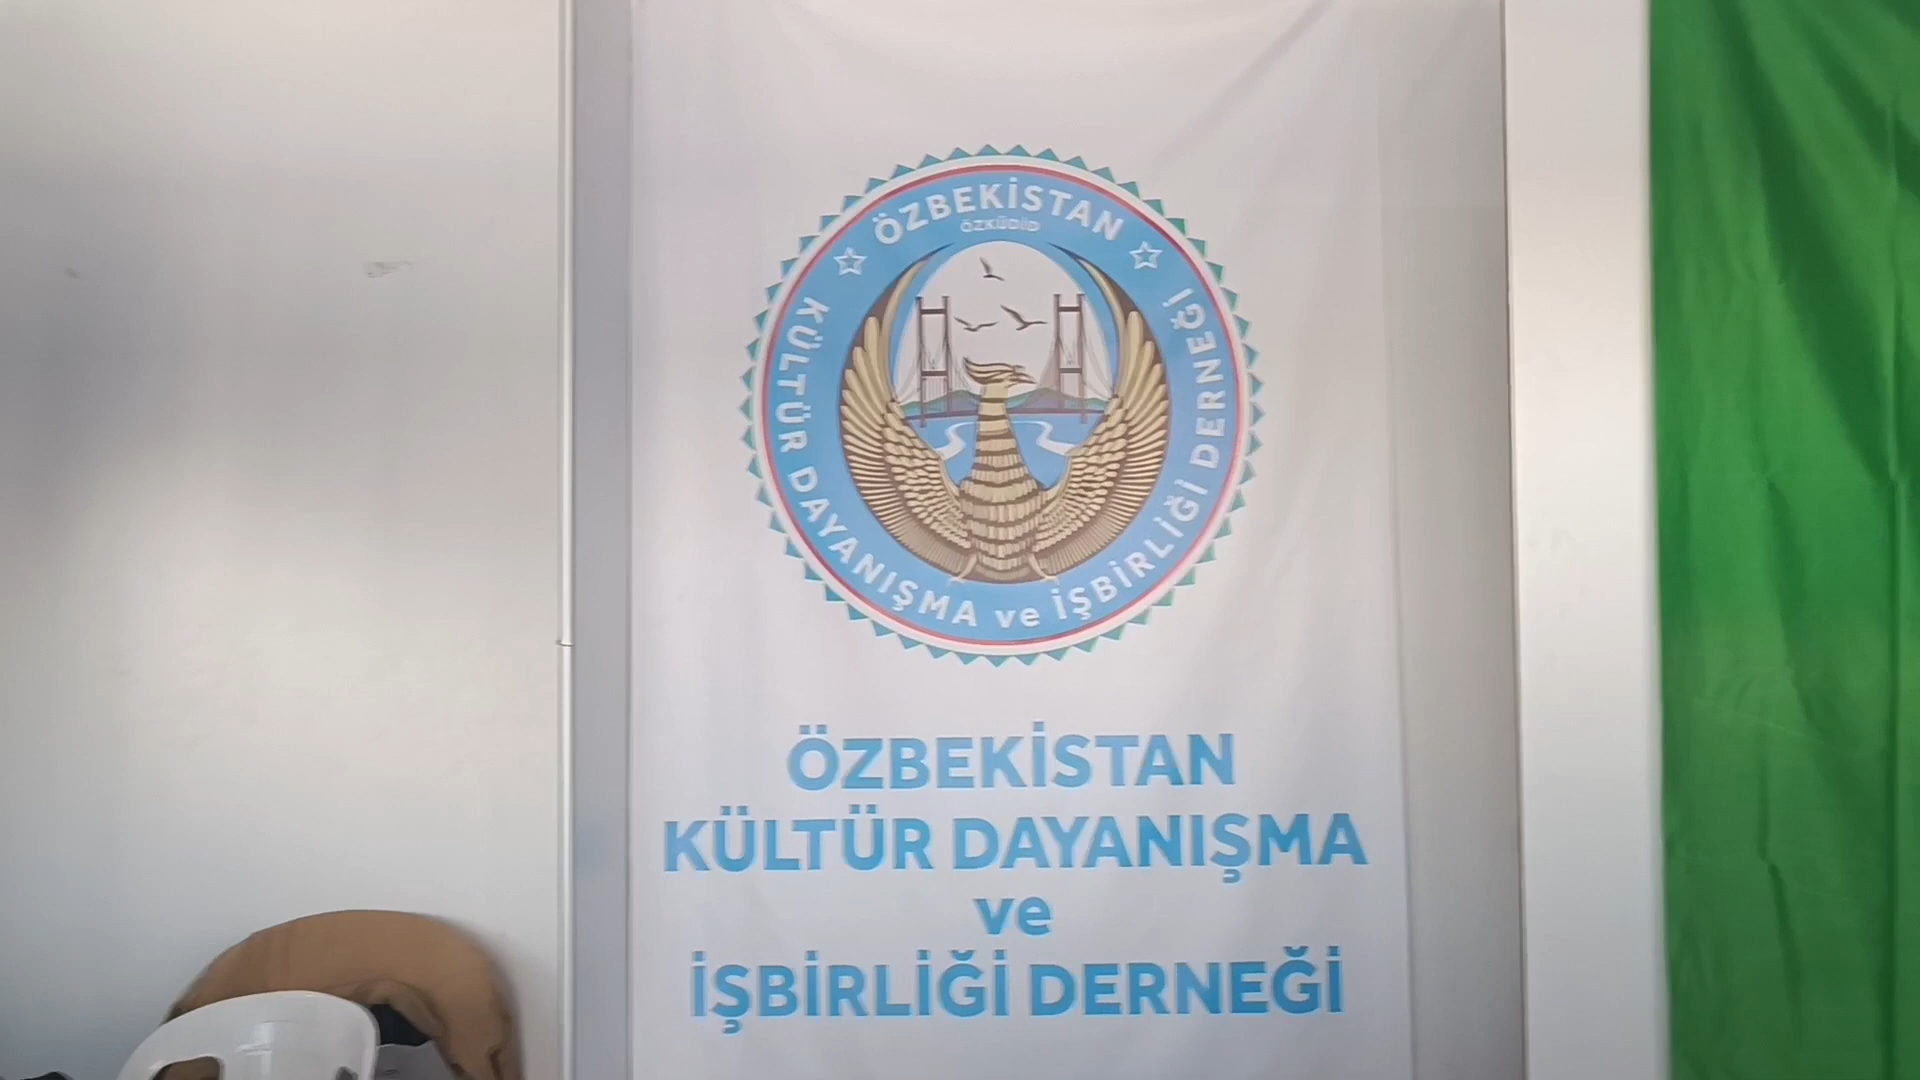 ÖZBEKİSTAN
ÖZKÜDİD
KÜLTÜR DAYANIŞMA ve İŞBİRLİĞİ DERNEĞİ
ÖZBEKİSTAN
KÜLTÜR DAYANIŞMA
ve
İŞBİRLİĞİ DERNEĞİ